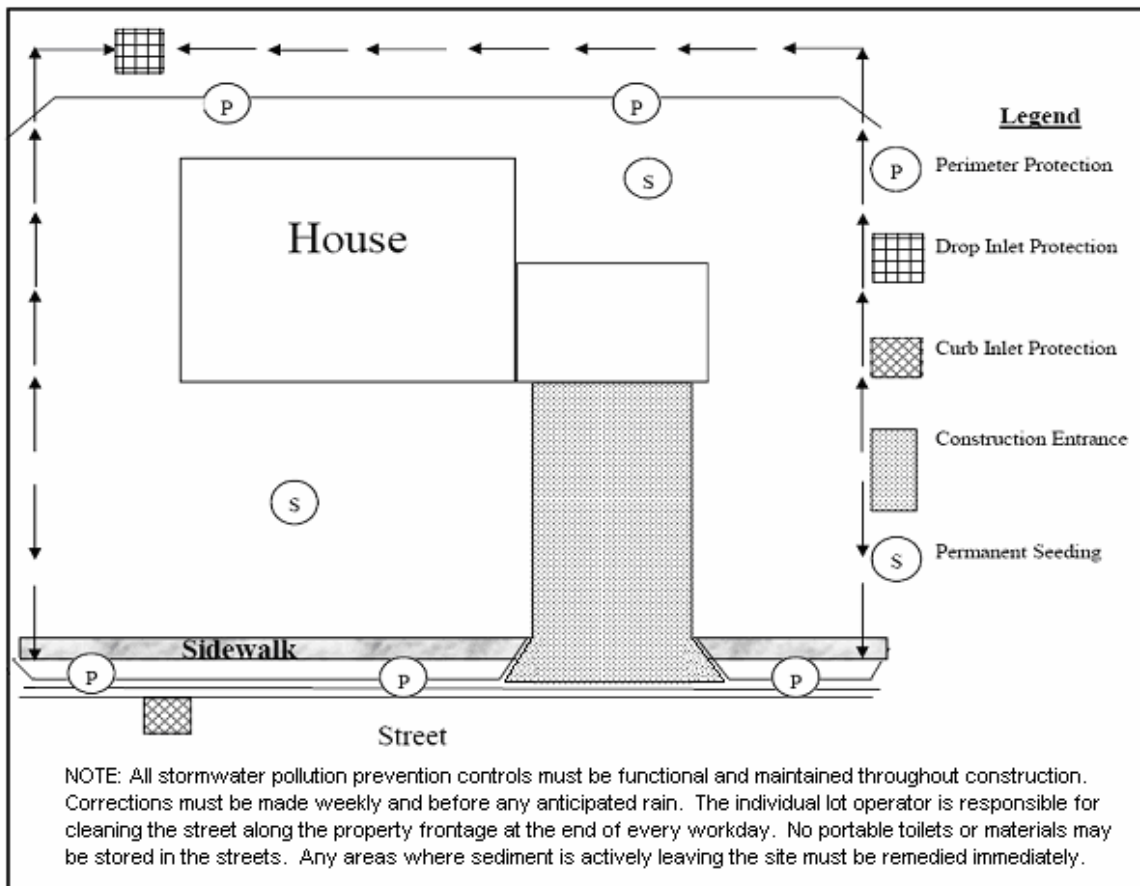 P
P
Legend
P Perimeter Protection
S
House
Drop Inlet Protection
Curb Inlet Protection
Construction Entrance
S
S Permanent Seeding
Sidewalk
P
P
P
Street
NOTE: All stormwater pollution prevention controls must be functional and maintained throughout construction.
Corrections must be made weekly and before any anticipated rain. The individual lot operator is responsible for
cleaning the street along the property frontage at the end of every workday. No portable toilets or materials may
be stored in the streets. Any areas where sediment is actively leaving the site must be remedied immediately.